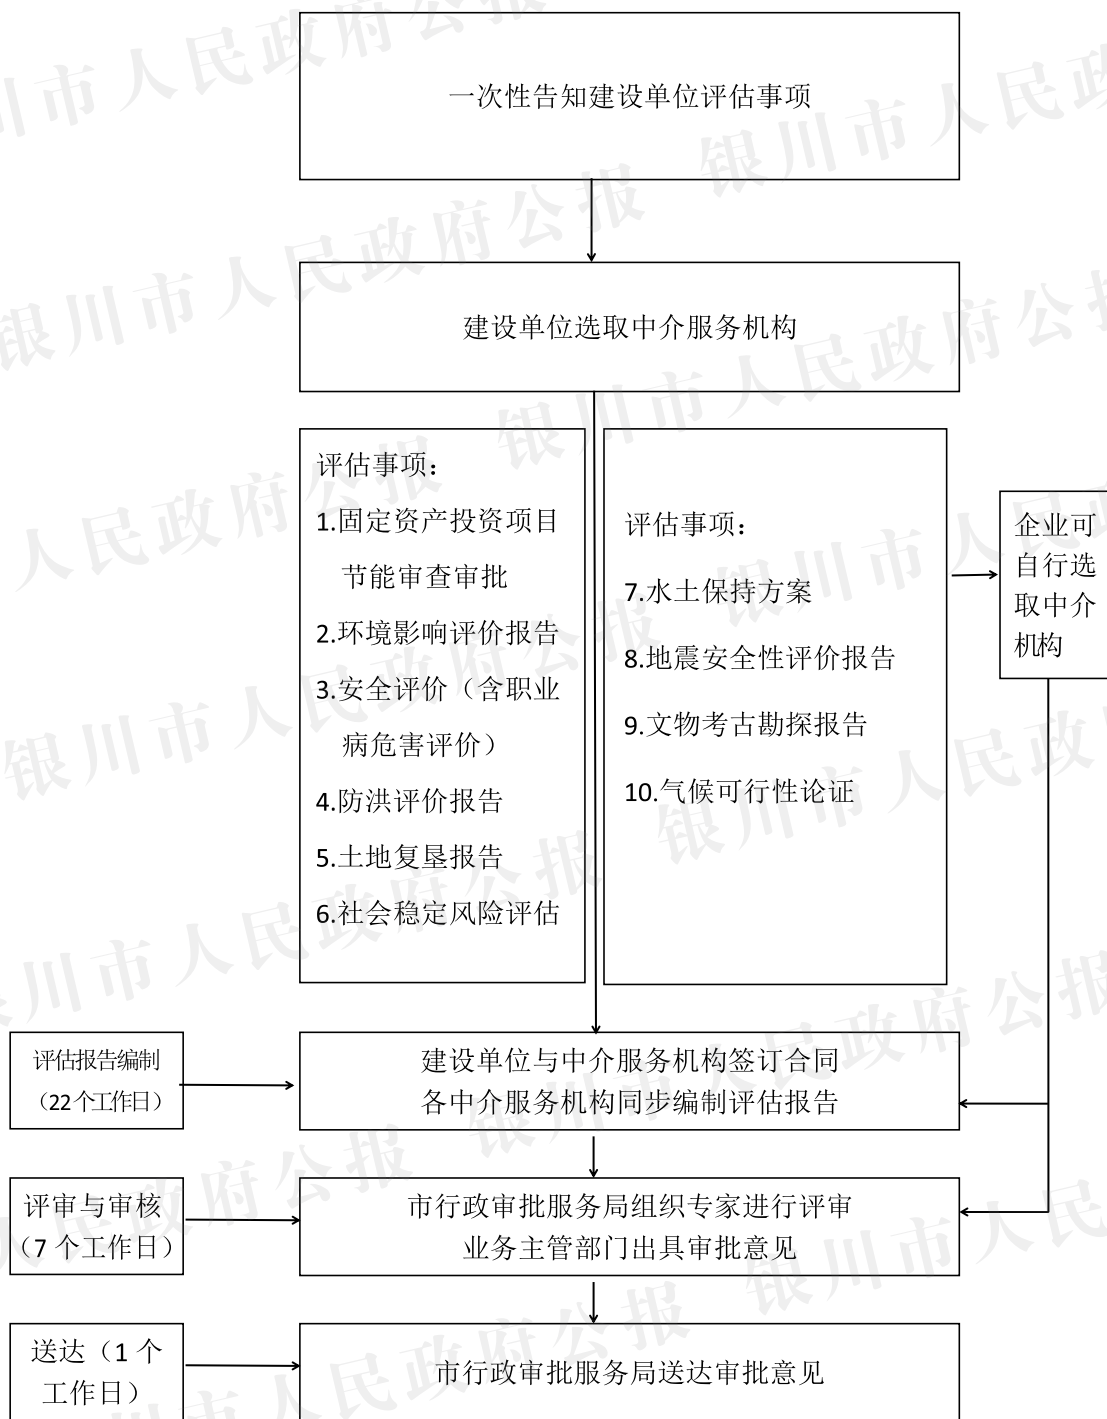 一次性告知建设单位评估事项
建设单位选取中介服务机构
评估事项：
1.固定资产投资项目
节能审查审批
2.环境影响评价报告
3.安全评价（含职业
病危害评价）
4.防洪评价报告
5.土地复垦报告
6.社会稳定风险评估
评估事项：
7.水土保持方案
8.地震安全性评价报告
9.文物考古勘探报告
10.气候可行性论证
企业可
自行选
取中介
机构
评估报告编制
（22个工作日）
建设单位与中介服务机构签订合同
各中介服务机构同步编制评估报告
评审与审核
（7 个工作日）
市行政审批服务局组织专家进行评审
业务主管部门出具审批意见
送达（1 个
工作日）
市行政审批服务局送达审批意见
银川市人民政府公报